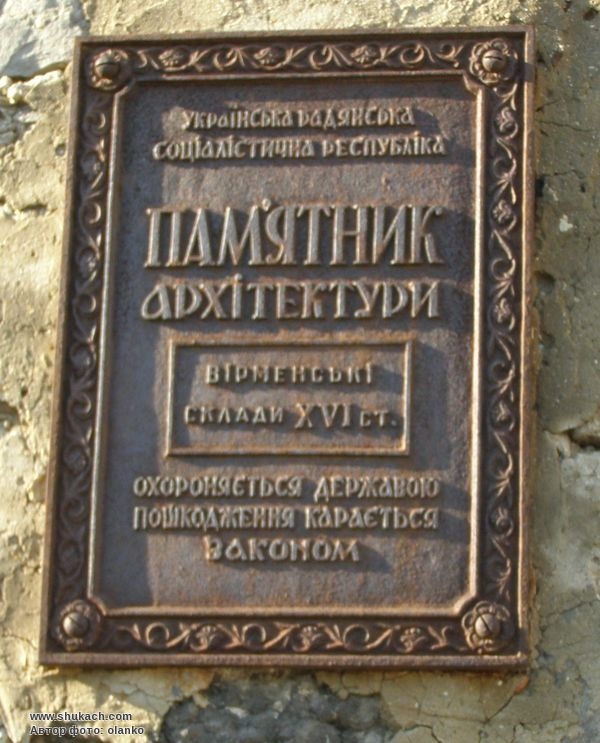 Українська Радянська
Соціалістична Республіка
ПАМ'ЯТНИК
АРХІТЕКТУРИ
ВІРМЕНСЬКІ
СКЛАДИ XVI СТ.
ОХОРОНЯЄТЬСЯ ДЕРЖАВОЮ
ПОШКОДЖЕННЯ КАРАЄТЬСЯ
ЗАКОНОМ
www.shukach.com
Автор фото: olanko